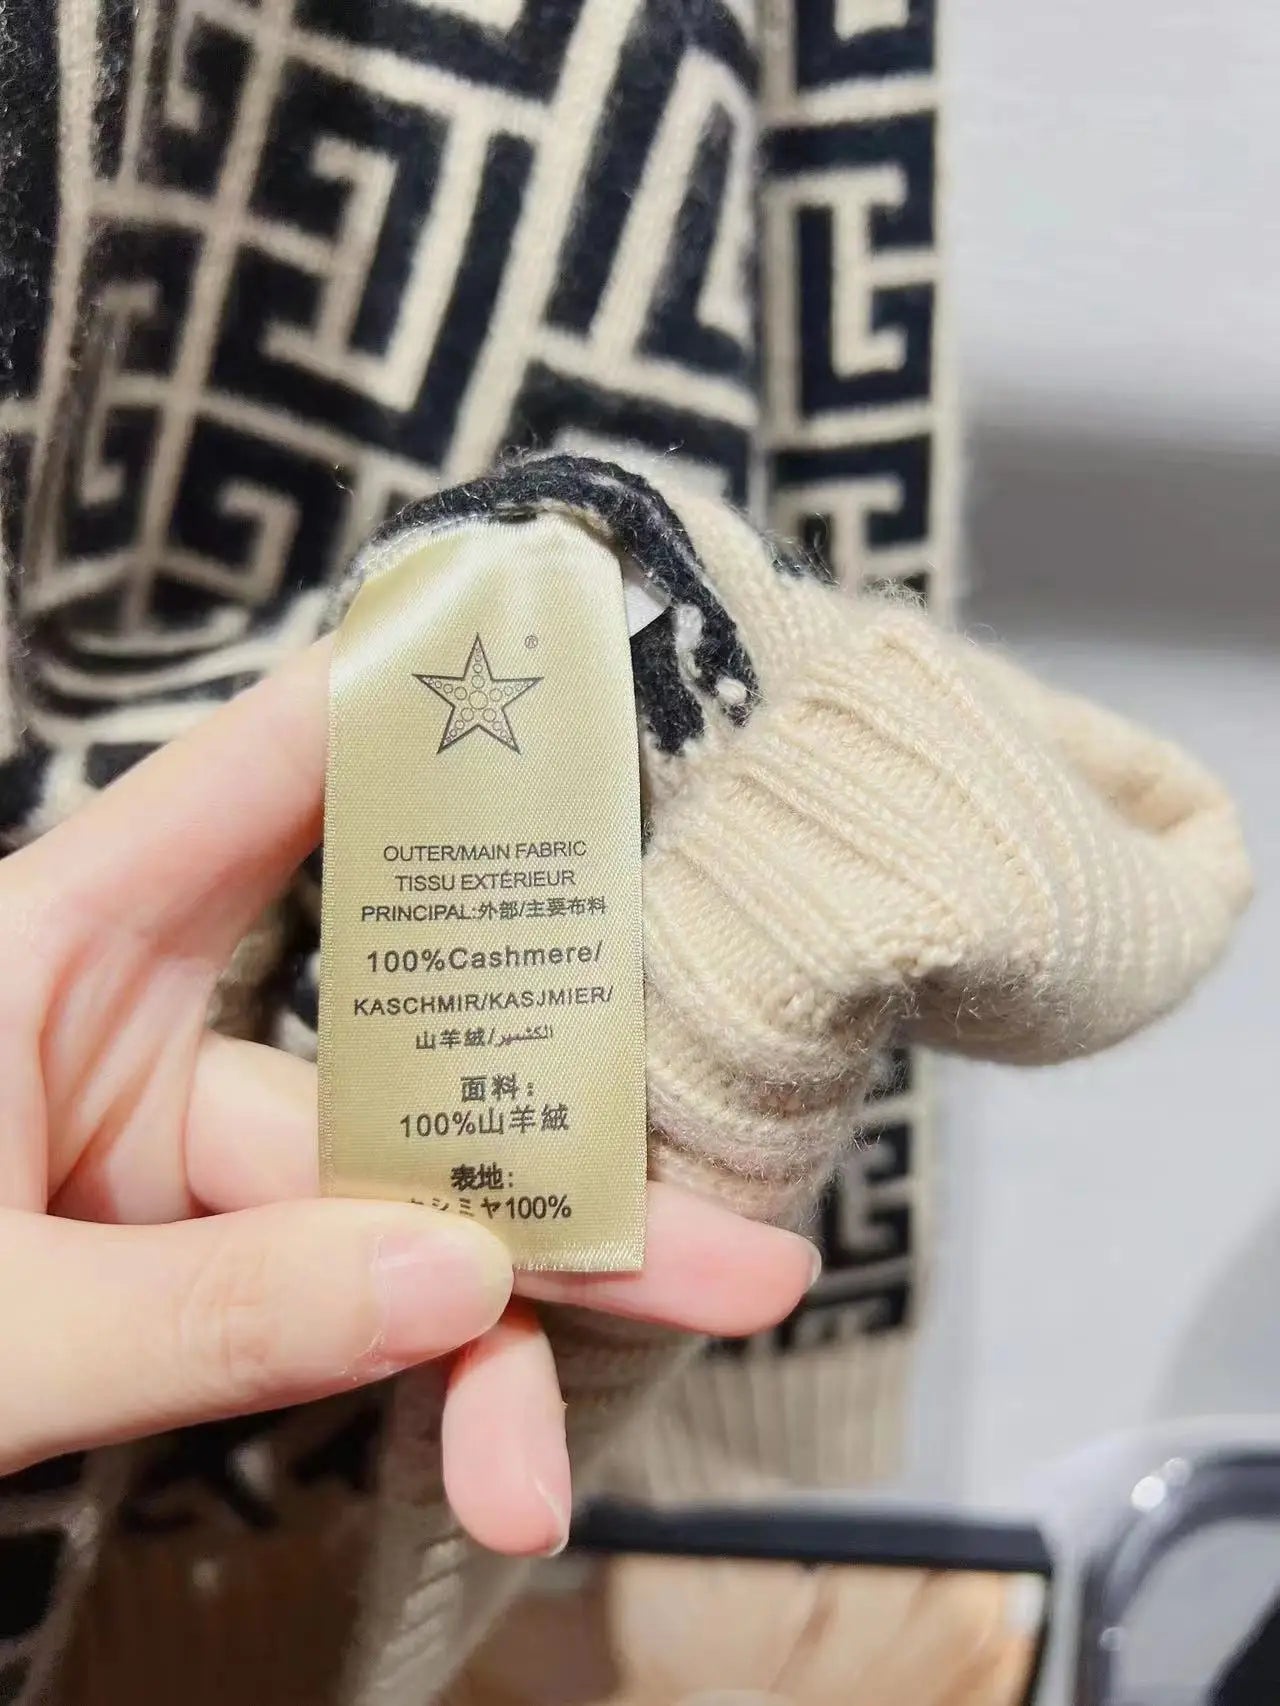 ®
OUTER/MAIN FABRIC
TISSU EXTÉRIEUR
PRINCIPAL:外部/主要布料
100%Cashmere/
KASCHMIR/KASJMIER/
山羊絨/الكشمير
面料:
100%山羊絨
表地:
カシミヤ100%